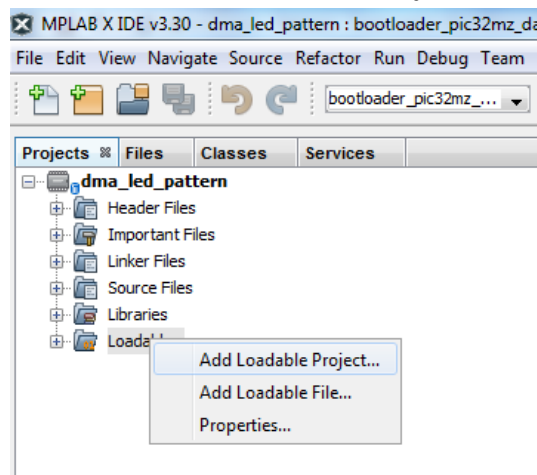 MPLAB X IDE v3.30 - dma_led_pattern : bootloader_pic32mz_da
File Edit View Navigate Source Refactor Run Debug Team
bootloader_pic32mz_...
Projects Files Classes Services
dma_led_pattern
Header Files
Important Files
Linker Files
Source Files
Libraries
Add Loadable Project...
Add Loadable File...
Properties...